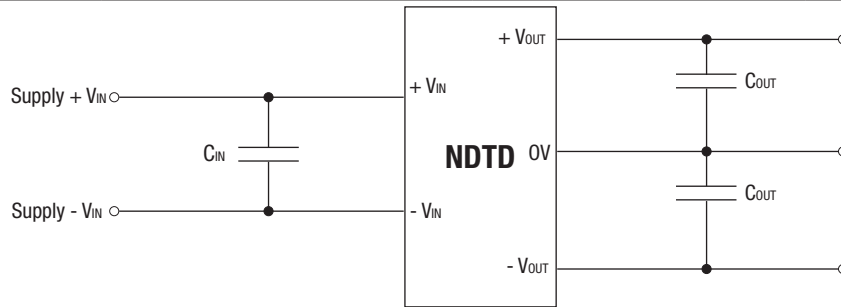 + VOUT
Supply + VIN
+ VIN
COUT
CIN
NDTD 0V
COUT
Supply - VIN
- VIN
- VOUT